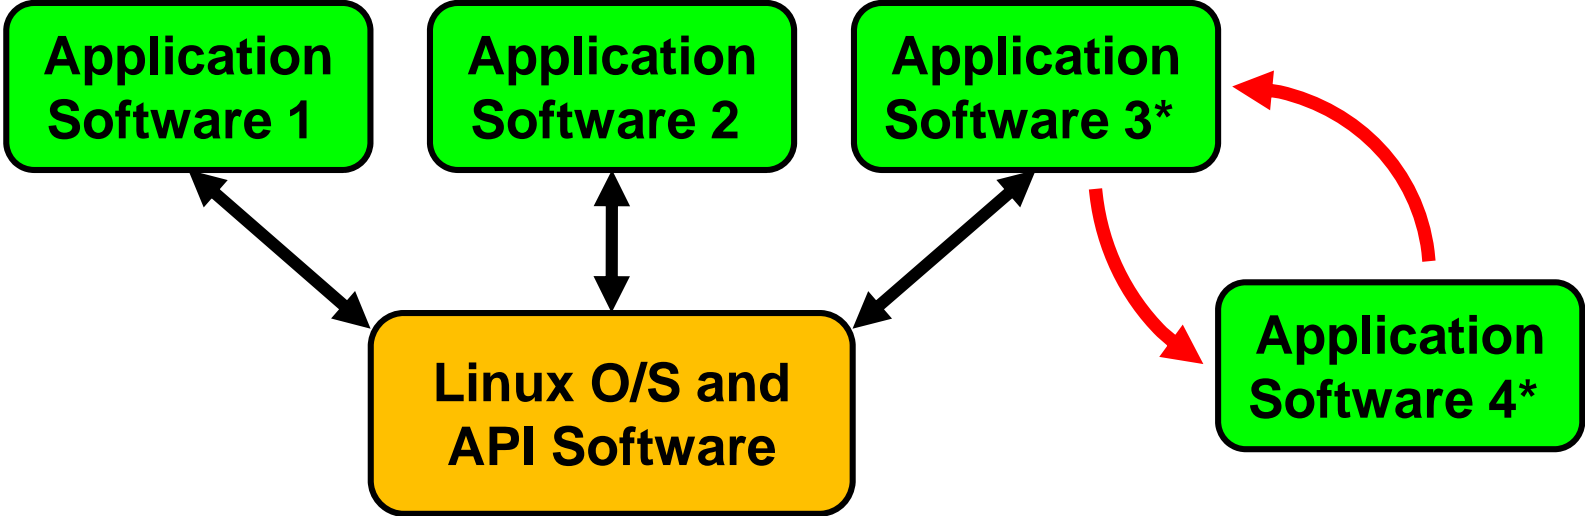 Application
Software 1
Application
Software 2
Application
Software 3*
Linux O/S and
API Software
Application
Software 4*